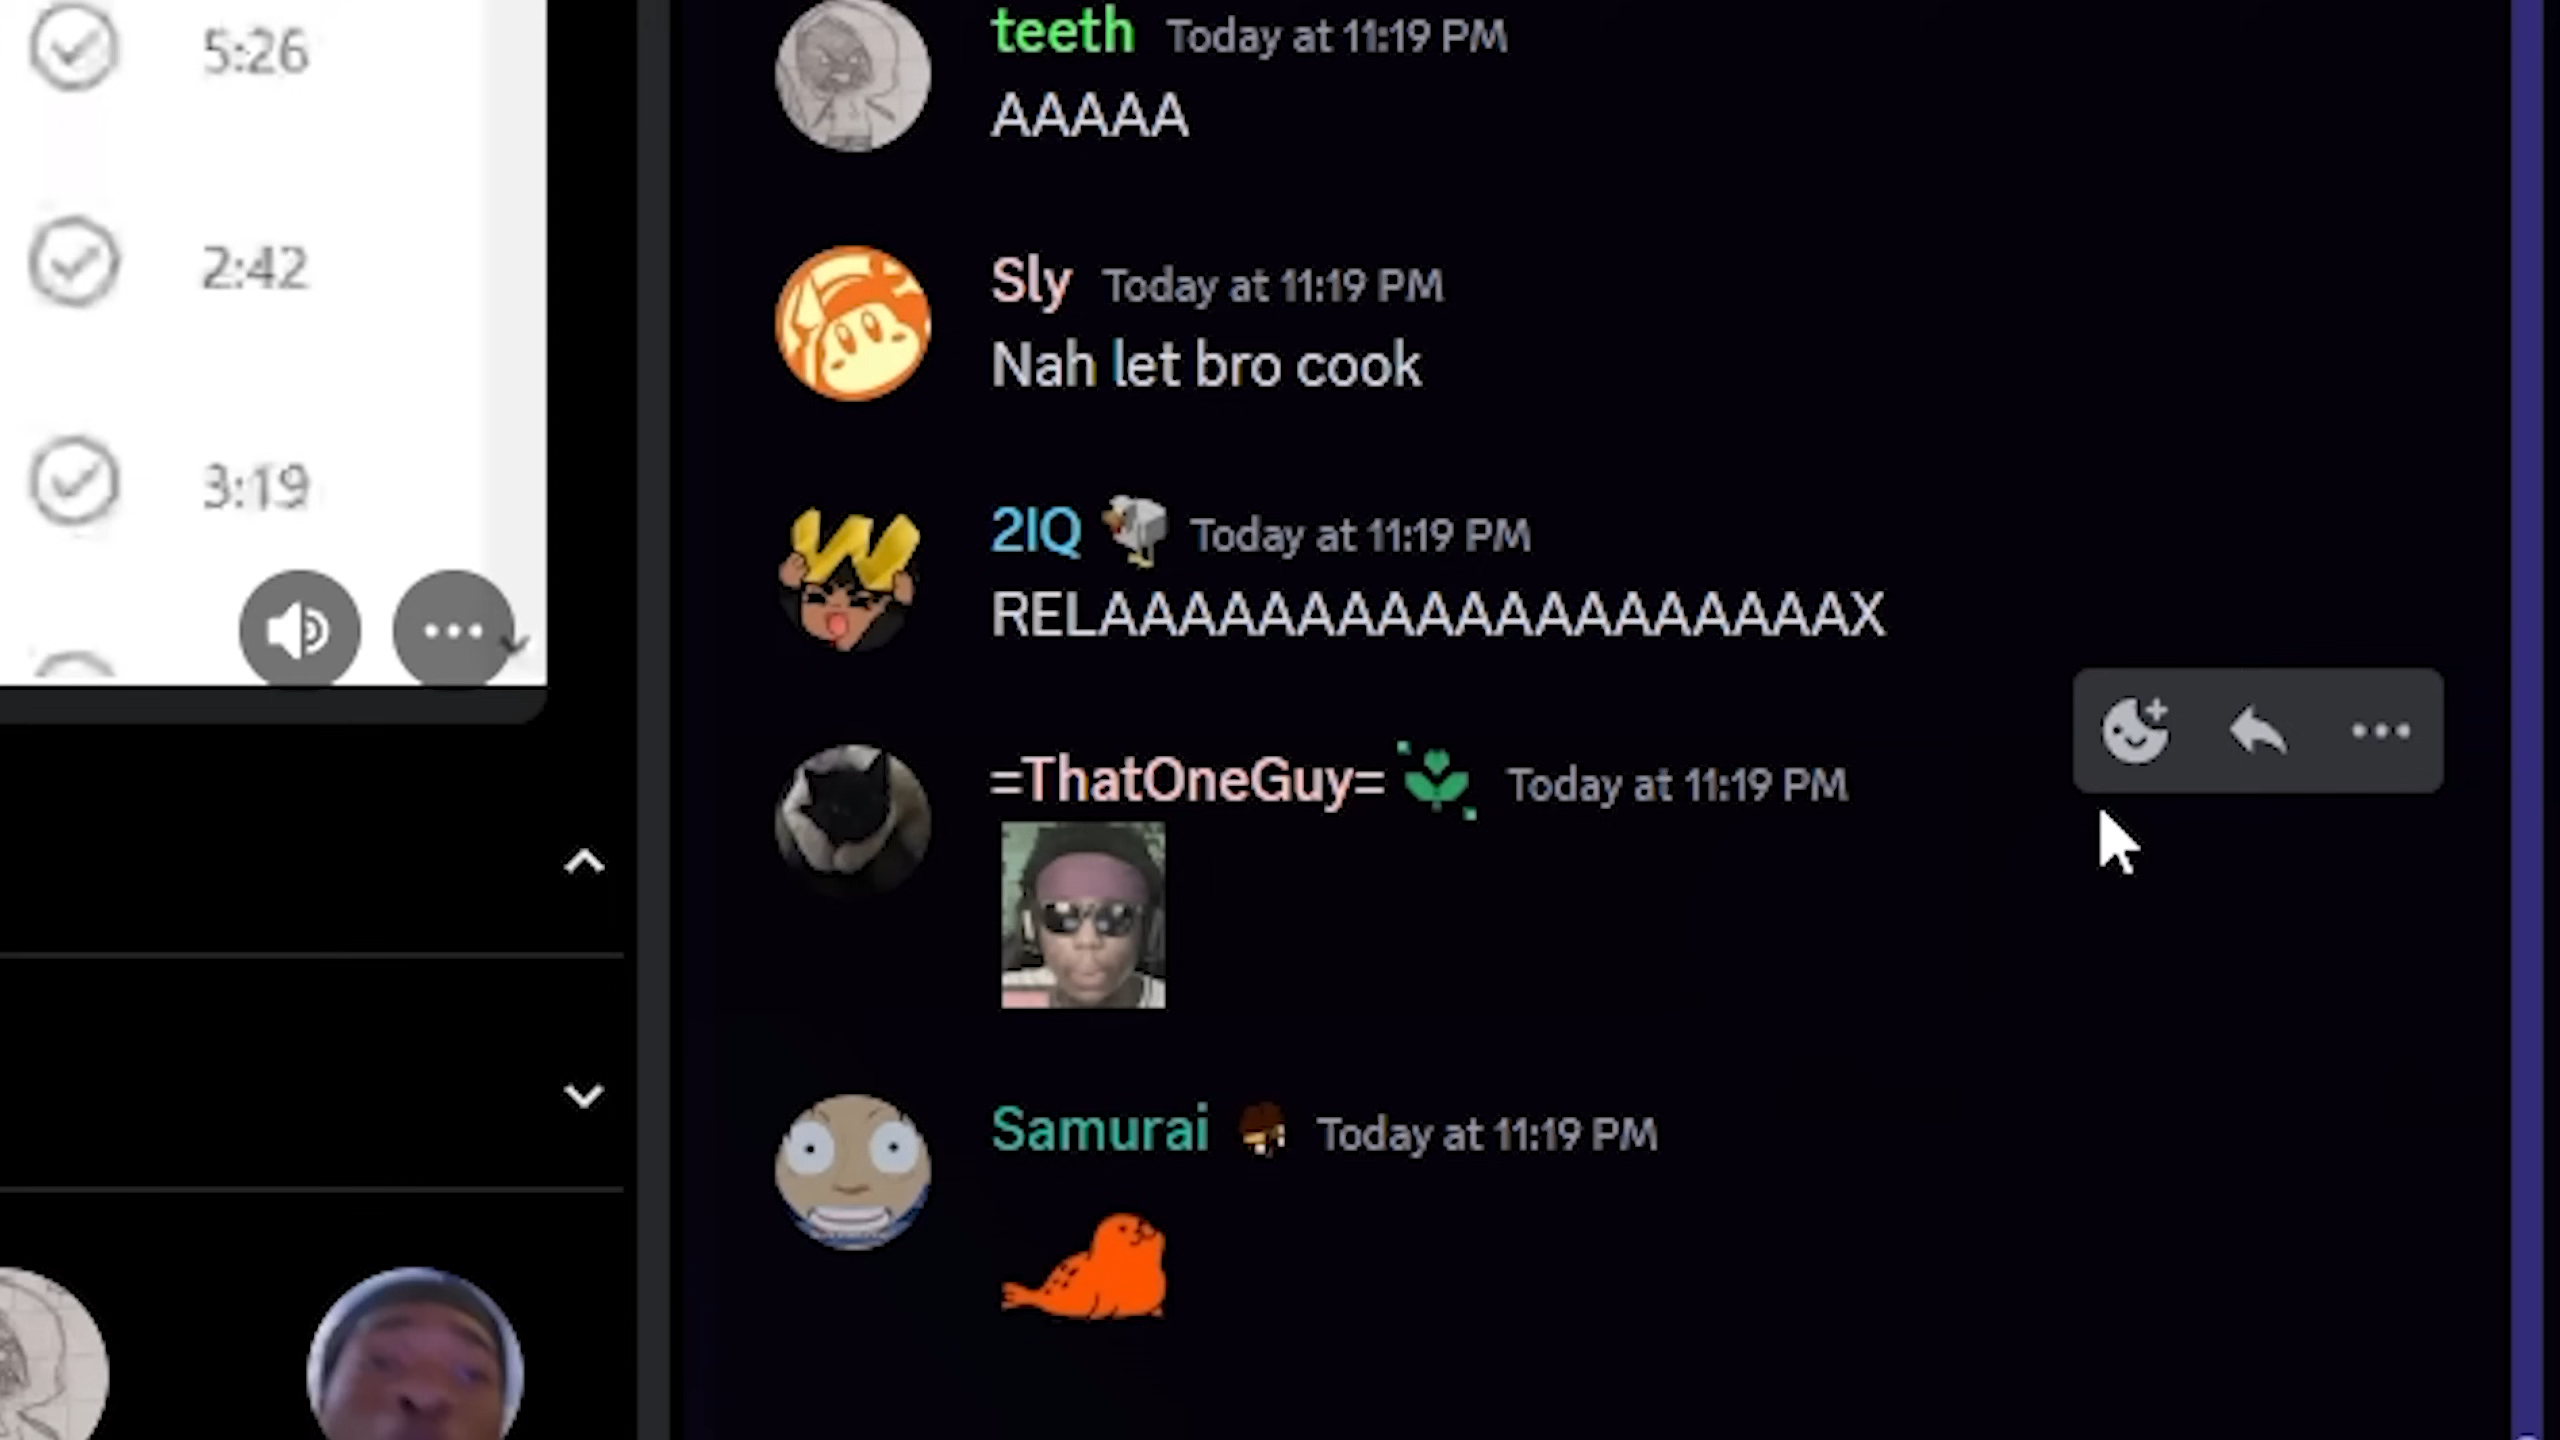 5:26
2:42
3:19
teeth Today at 11:19 PM
AAAAA
Sly Today at 11:19 PM
Nah let bro cook
2IQ Today at 11:19 PM
RELAAAAAAAAAAAAAAAAAAAAX
=ThatOneGuy= Today at 11:19 PM
Samurai Today at 11:19 PM